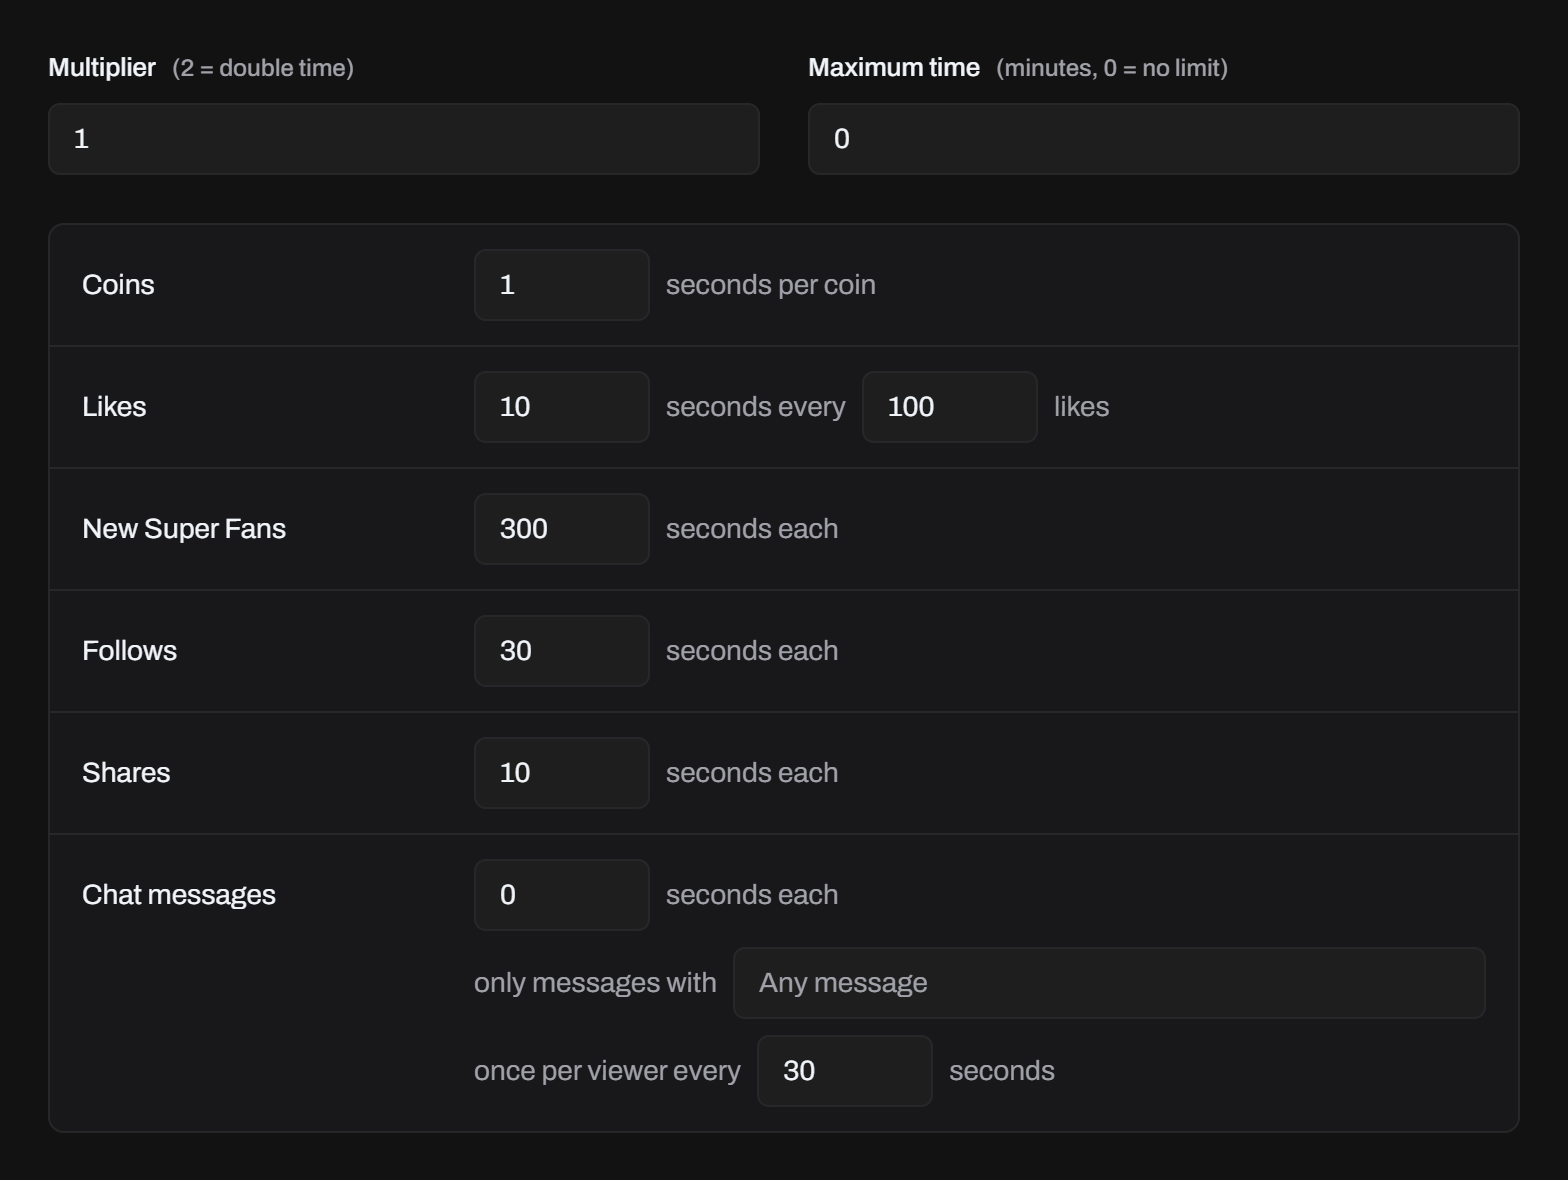 Multiplier (2 = double time)
1
Maximum time (minutes, 0 = no limit)
0
Coins 1 seconds per coin
Likes 10 seconds every 100 likes
New Super Fans 300 seconds each
Follows 30 seconds each
Shares 10 seconds each
Chat messages 0 seconds each
only messages with Any message
once per viewer every 30 seconds